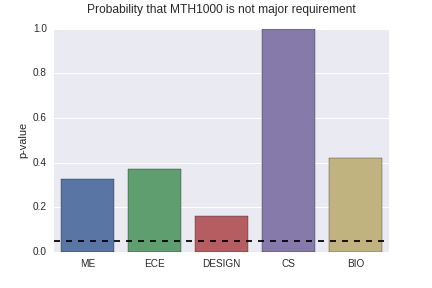 Probability that MTH1000 is not major requirement
1.0
0.8
0.6
0.4
0.2
0.0
p-value
ME ECE DESIGN CS BIO